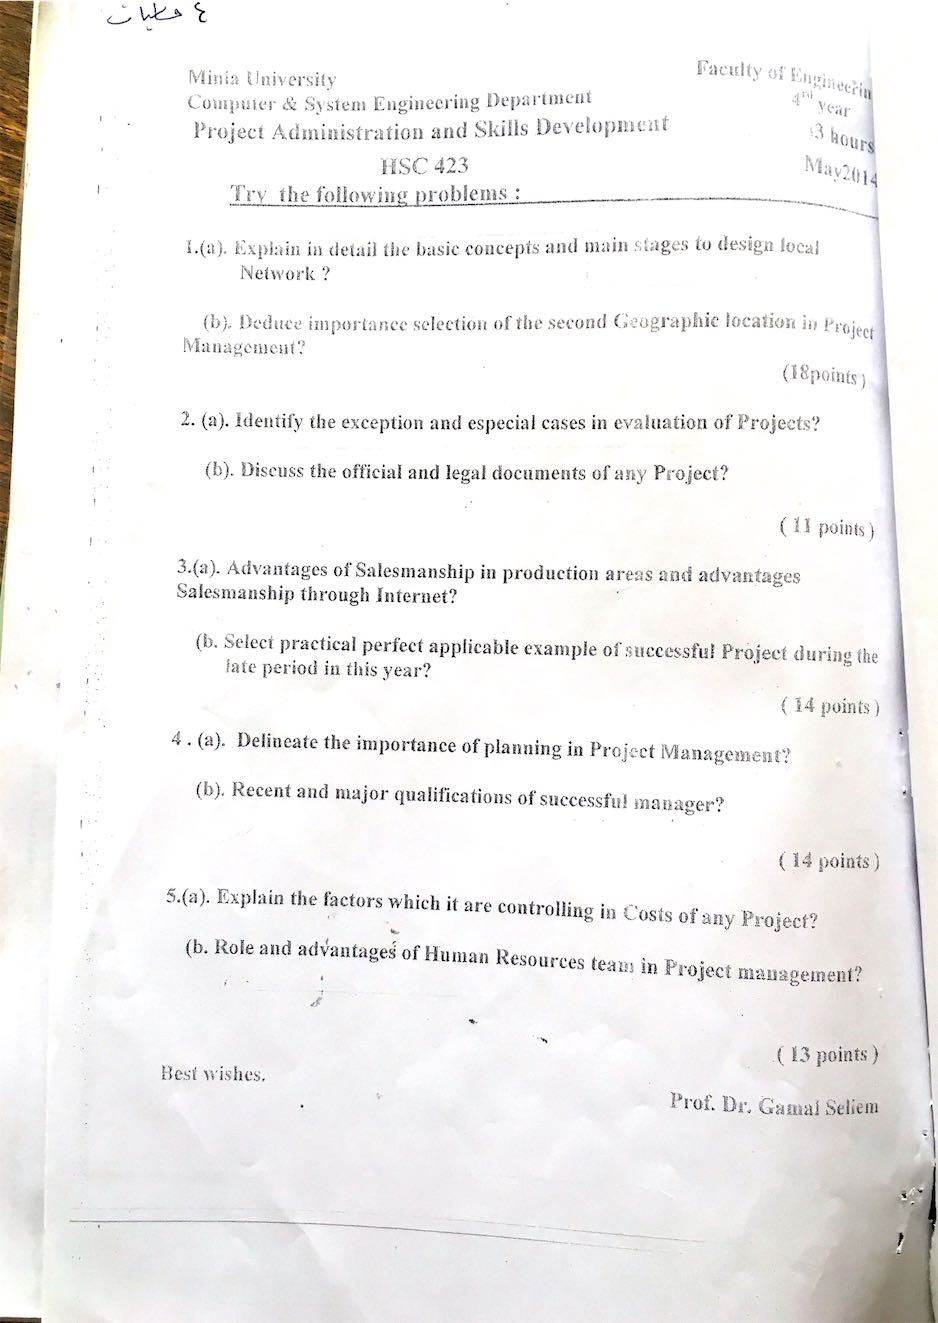 ٤ حاسبات
Minia University
Faculty of Engineerin
Computer & System Engineering Department
4rd year
Project Administration and Skills Development
3 hours
HSC 423
May2014
Try the following problems :
1.(a). Explain in detail the basic concepts and main stages to design local
Network ?
(b). Deduce importance selection of the second Geographic location in Project
Management?
(18points)
2. (a). Identify the exception and especial cases in evaluation of Projects?
(b). Discuss the official and legal documents of any Project?
( 11 points )
3.(a). Advantages of Salesmanship in production areas and advantages
Salesmanship through Internet?
(b. Select practical perfect applicable example of successful Project during the
late period in this year?
( 14 points )
4 . (a). Delineate the importance of planning in Project Management?
(b). Recent and major qualifications of successful manager?
( 14 points )
5.(a). Explain the factors which it are controlling in Costs of any Project?
(b. Role and advantages of Human Resources team in Project management?
( 13 points )
Best wishes.
Prof. Dr. Gamal Seliem